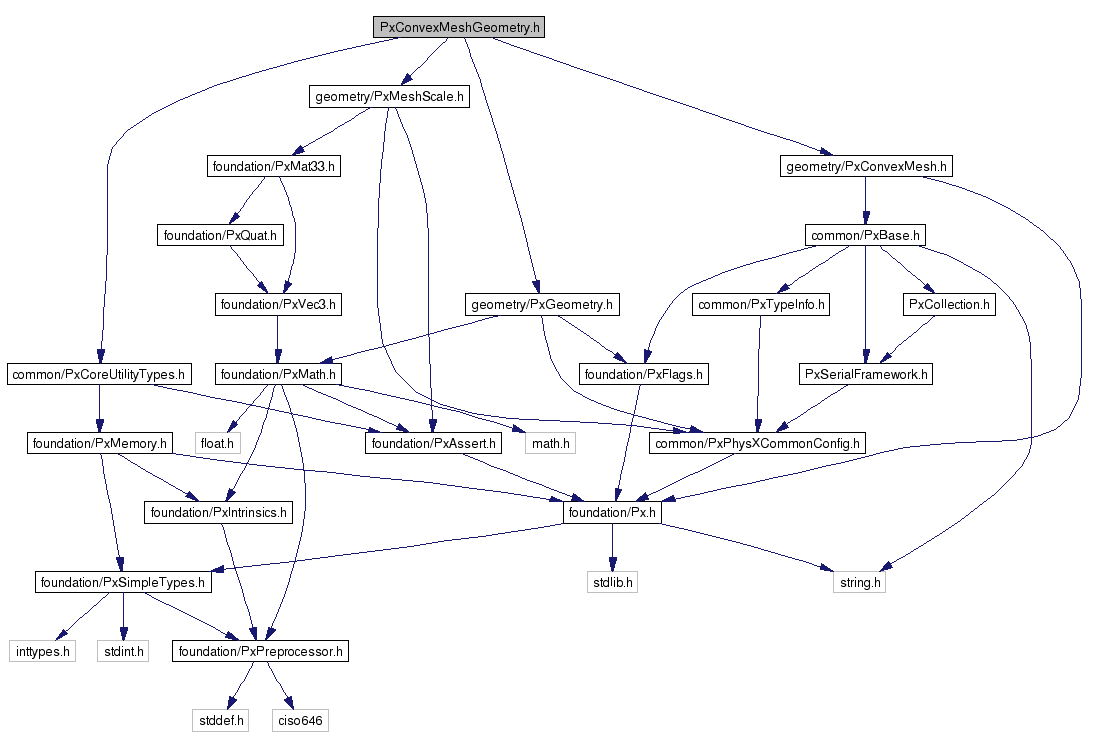 PxConvexMeshGeometry.h
geometry/PxMeshScale.h
foundation/PxMat33.h
geometry/PxConvexMesh.h
foundation/PxQuat.h
common/PxBase.h
foundation/PxVec3.h
geometry/PxGeometry.h
common/PxTypeInfo.h
PxCollection.h
common/PxCoreUtilityTypes.h
foundation/PxMath.h
foundation/PxFlags.h
PxSerialFramework.h
foundation/PxMemory.h
float.h
foundation/PxAssert.h
math.h
common/PxPhysXCommonConfig.h
foundation/PxIntrinsics.h
foundation/Px.h
foundation/PxSimpleTypes.h
stdlib.h
string.h
inttypes.h
stdint.h
foundation/PxPreprocessor.h
stddef.h
ciso646